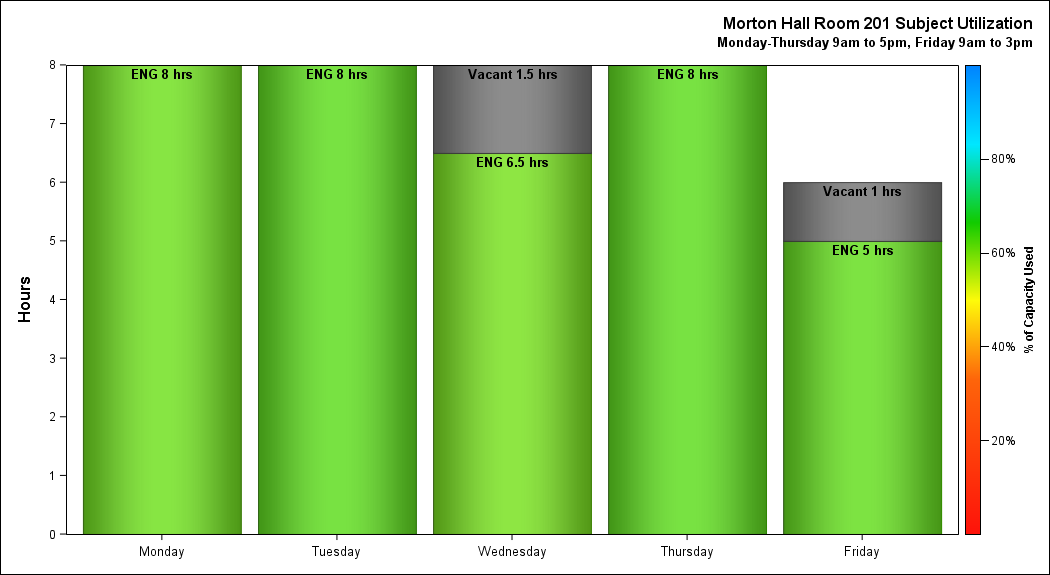 Morton Hall Room 201 Subject Utilization
Monday-Thursday 9am to 5pm, Friday 9am to 3pm
Hours
8
7
6
5
4
3
2
1
0
ENG 8 hrs
ENG 8 hrs
Vacant 1.5 hrs
ENG 6.5 hrs
ENG 8 hrs
Vacant 1 hrs
ENG 5 hrs
Monday
Tuesday
Wednesday
Thursday
Friday
80%
60%
40%
20%
% of Capacity Used